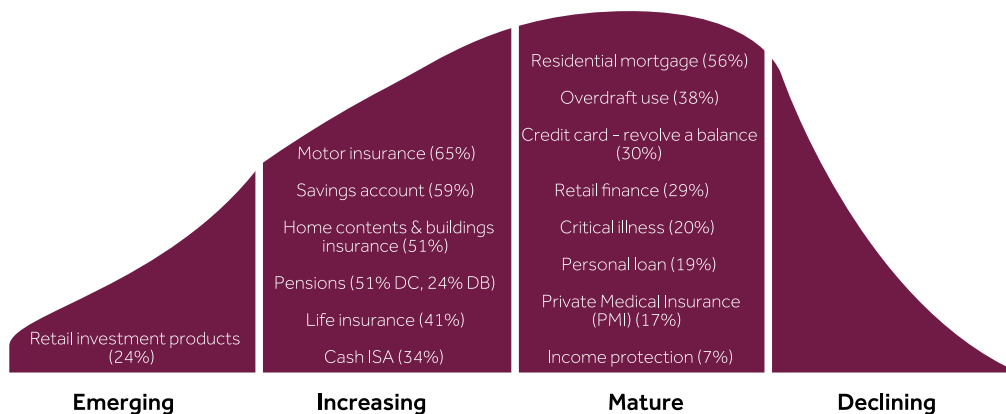 Residential mortgage (56%)
Overdraft use (38%)
Credit card – revolve a balance
(30%)
Motor insurance (65%)
Savings account (59%)
Retail finance (29%)
Home contents & buildings
insurance (51%)
Critical illness (20%)
Pensions (51% DC, 24% DB)
Personal loan (19%)
Life insurance (41%)
Private Medical Insurance
(PMI) (17%)
Retail investment products
(24%)
Cash ISA (34%)
Income protection (7%)
Emerging
Increasing
Mature
Declining